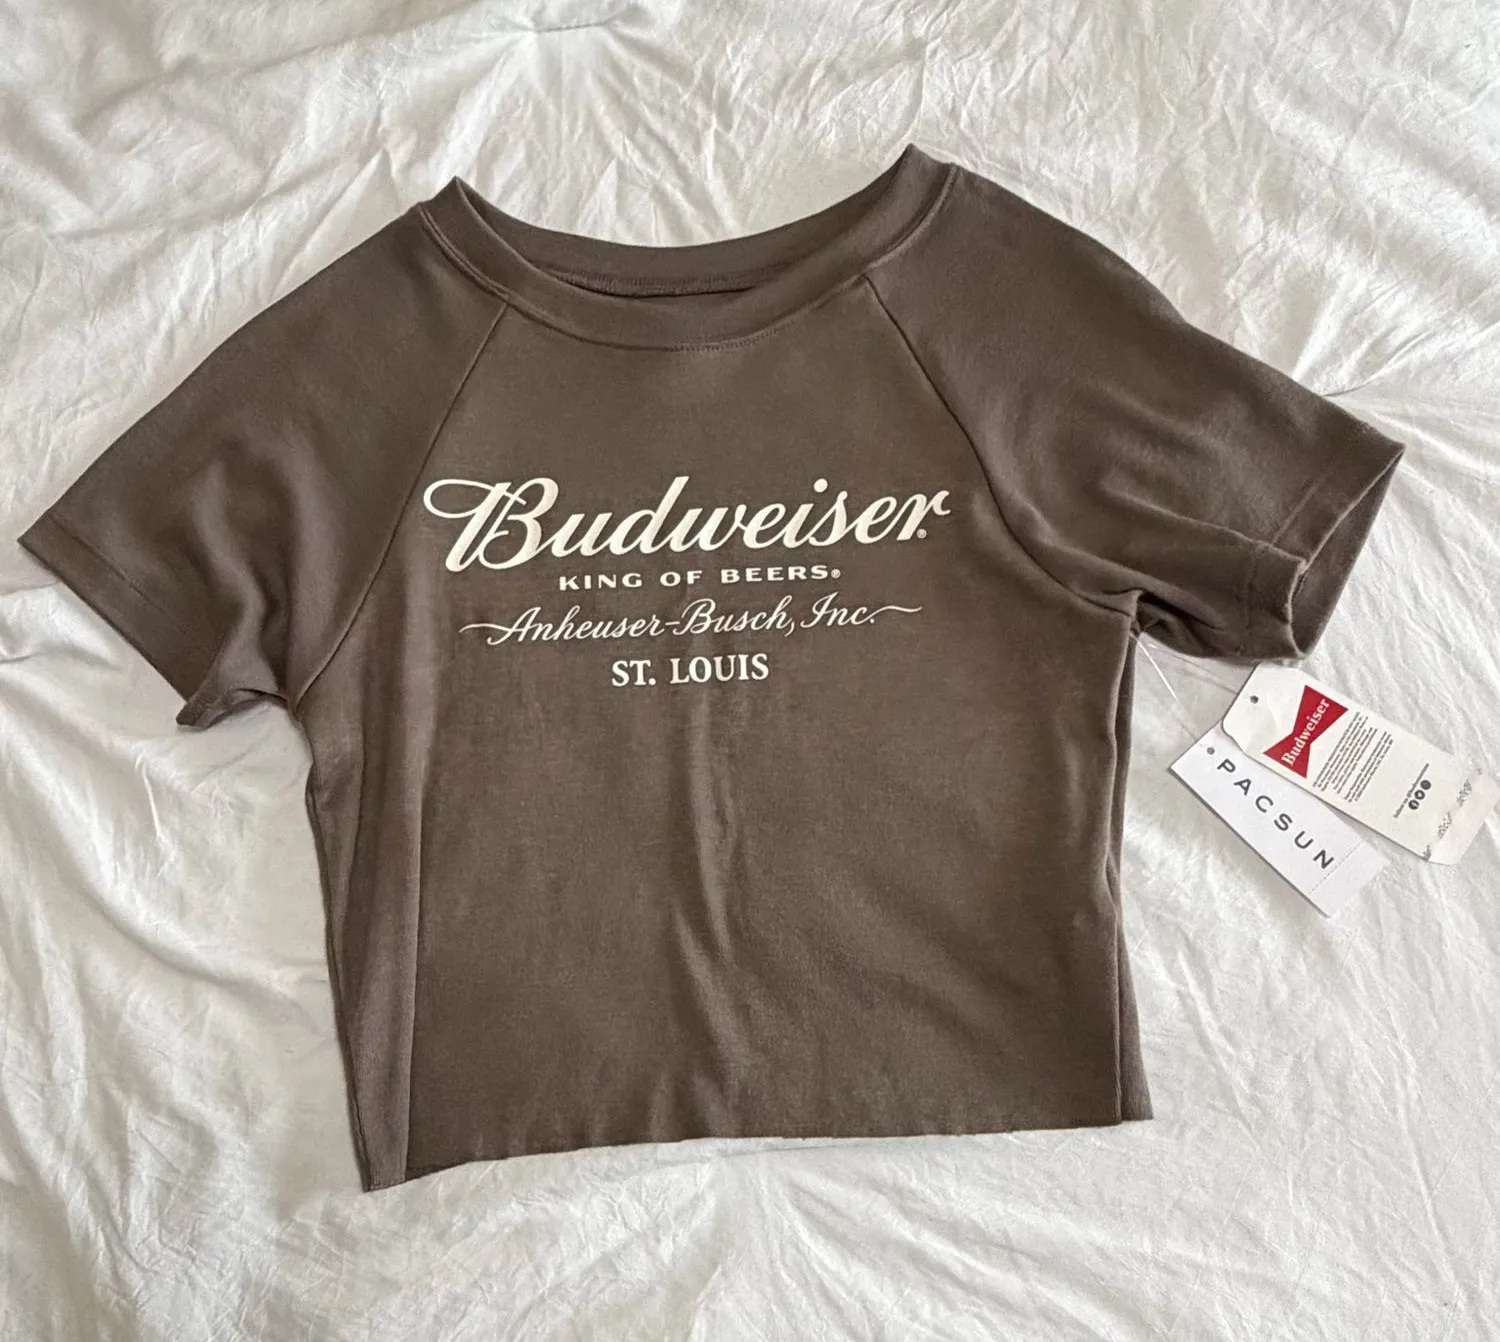 Budweiser®
KING OF BEERS®
Anheuser-Busch, Inc.
ST. LOUIS
Budweiser
PACSUN